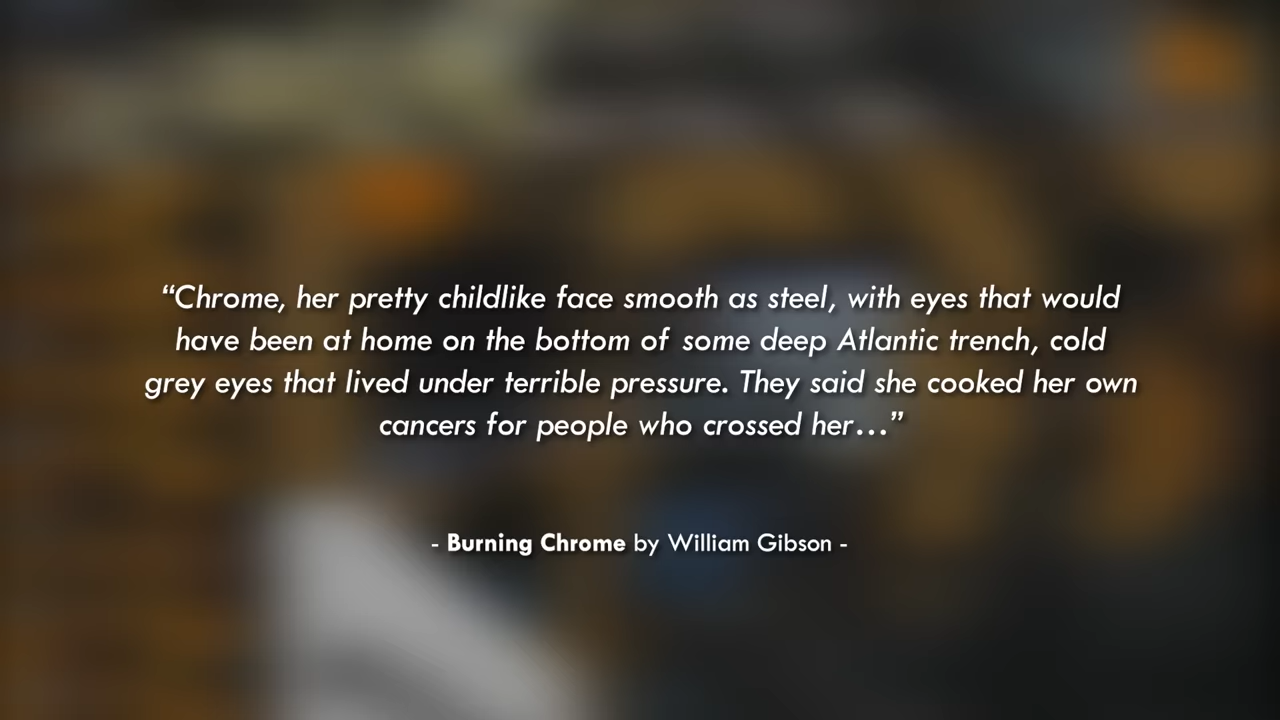 “Chrome, her pretty childlike face smooth as steel, with eyes that would
have been at home on the bottom of some deep Atlantic trench, cold
grey eyes that lived under terrible pressure. They said she cooked her own
cancers for people who crossed her…”
- Burning Chrome by William Gibson -